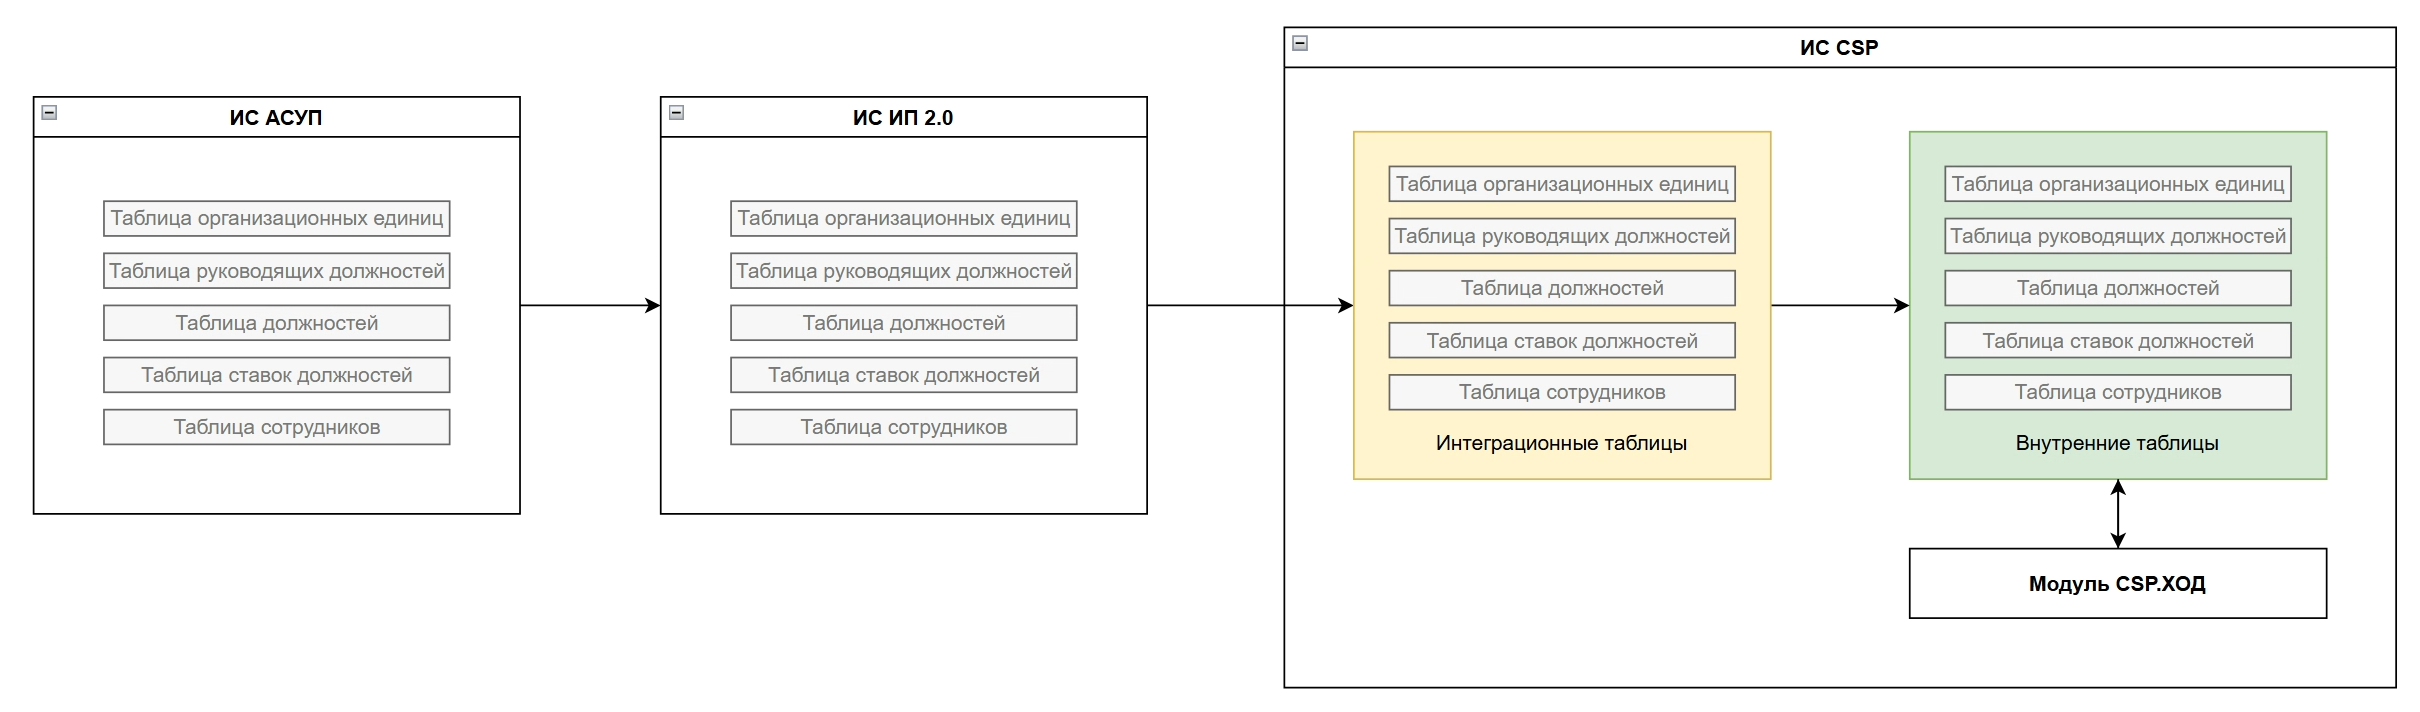 ИС АСУП
Таблица организационных единиц
Таблица руководящих должностей
Таблица должностей
Таблица ставок должностей
Таблица сотрудников
ИС ИП 2.0
Таблица организационных единиц
Таблица руководящих должностей
Таблица должностей
Таблица ставок должностей
Таблица сотрудников
ИС CSP
Таблица организационных единиц
Таблица руководящих должностей
Таблица должностей
Таблица ставок должностей
Таблица сотрудников
Интеграционные таблицы
Таблица организационных единиц
Таблица руководящих должностей
Таблица должностей
Таблица ставок должностей
Таблица сотрудников
Внутренние таблицы
Модуль CSP.ХОД